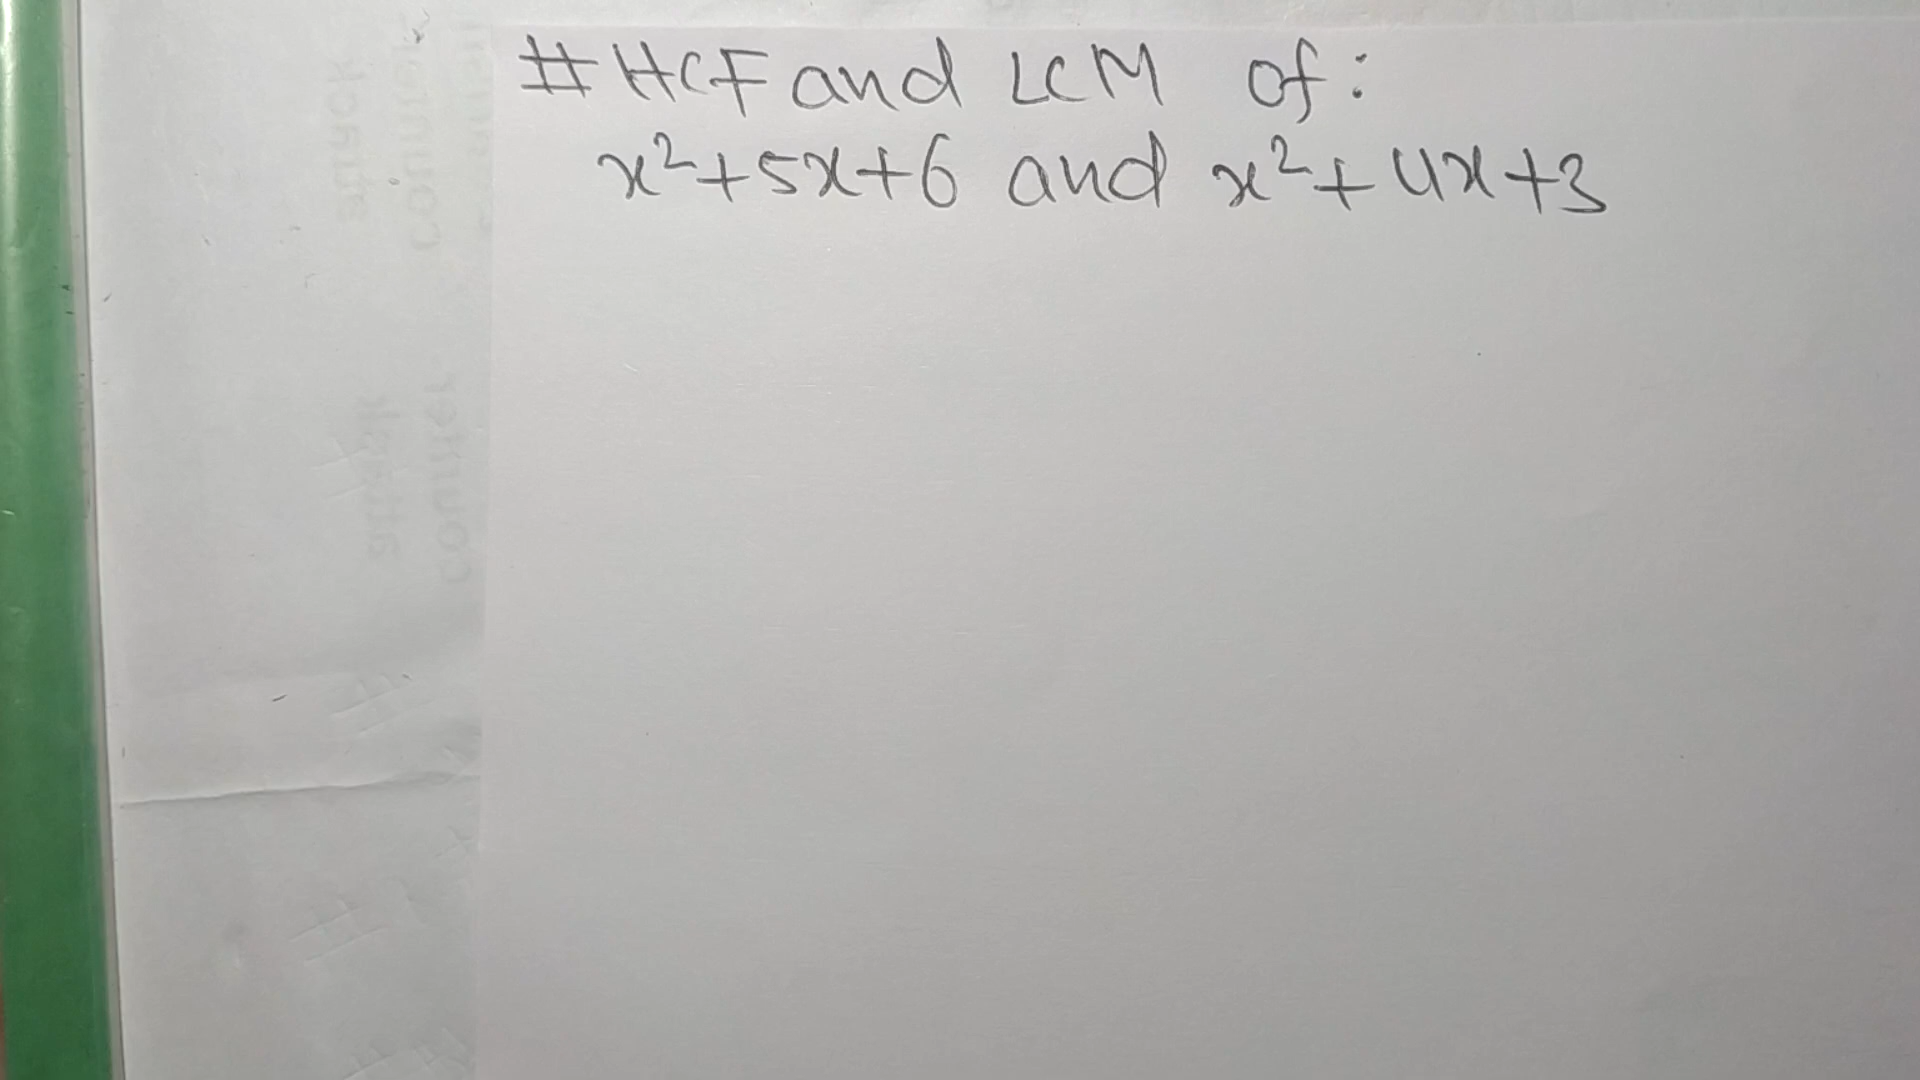 #HCF and LCM of:
x²+5x+6 and x²+4x+3